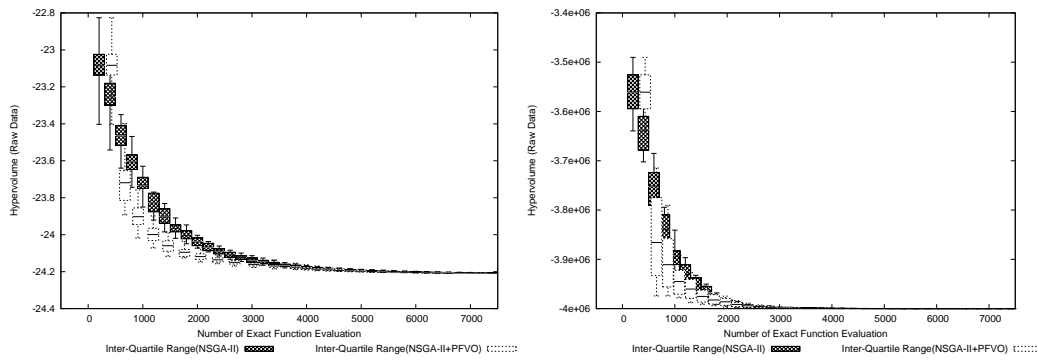 -22.8
-23
-23.2
-23.4
-23.6
-23.8
-24
-24.2
-24.4
Hypervolume (Raw Data)
0 1000 2000 3000 4000 5000 6000 7000
Number of Exact Function Evaluation
Inter-Quartile Range(NSGA-II)
Inter-Quartile Range(NSGA-II+PFVO)
-3.4e+06
-3.5e+06
-3.6e+06
-3.7e+06
-3.8e+06
-3.9e+06
-4e+06
Hypervolume (Raw Data)
0 1000 2000 3000 4000 5000 6000 7000
Number of Exact Function Evaluation
Inter-Quartile Range(NSGA-II)
Inter-Quartile Range(NSGA-II+PFVO)